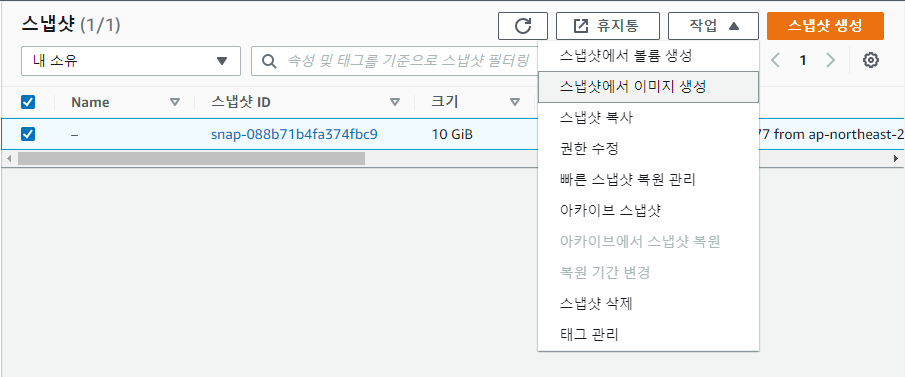 스냅샷 (1/1)
휴지통
작업
스냅샷 생성
내 소유
속성 및 태그를 기준으로 스냅샷 필터링
1
Name
스냅샷 ID
크기
–
snap-088b71b4fa374fbc9
10 GiB
77 from ap-northeast-2
스냅샷에서 볼륨 생성
스냅샷에서 이미지 생성
스냅샷 복사
권한 수정
빠른 스냅샷 복원 관리
아카이브 스냅샷
아카이브에서 스냅샷 복원
복원 기간 변경
스냅샷 삭제
태그 관리